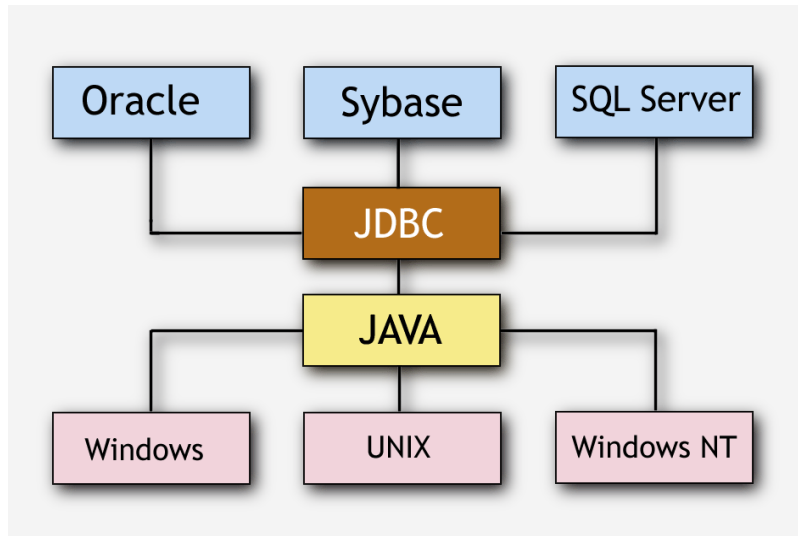 Oracle
Sybase
SQL Server
JDBC
JAVA
Windows
UNIX
Windows NT